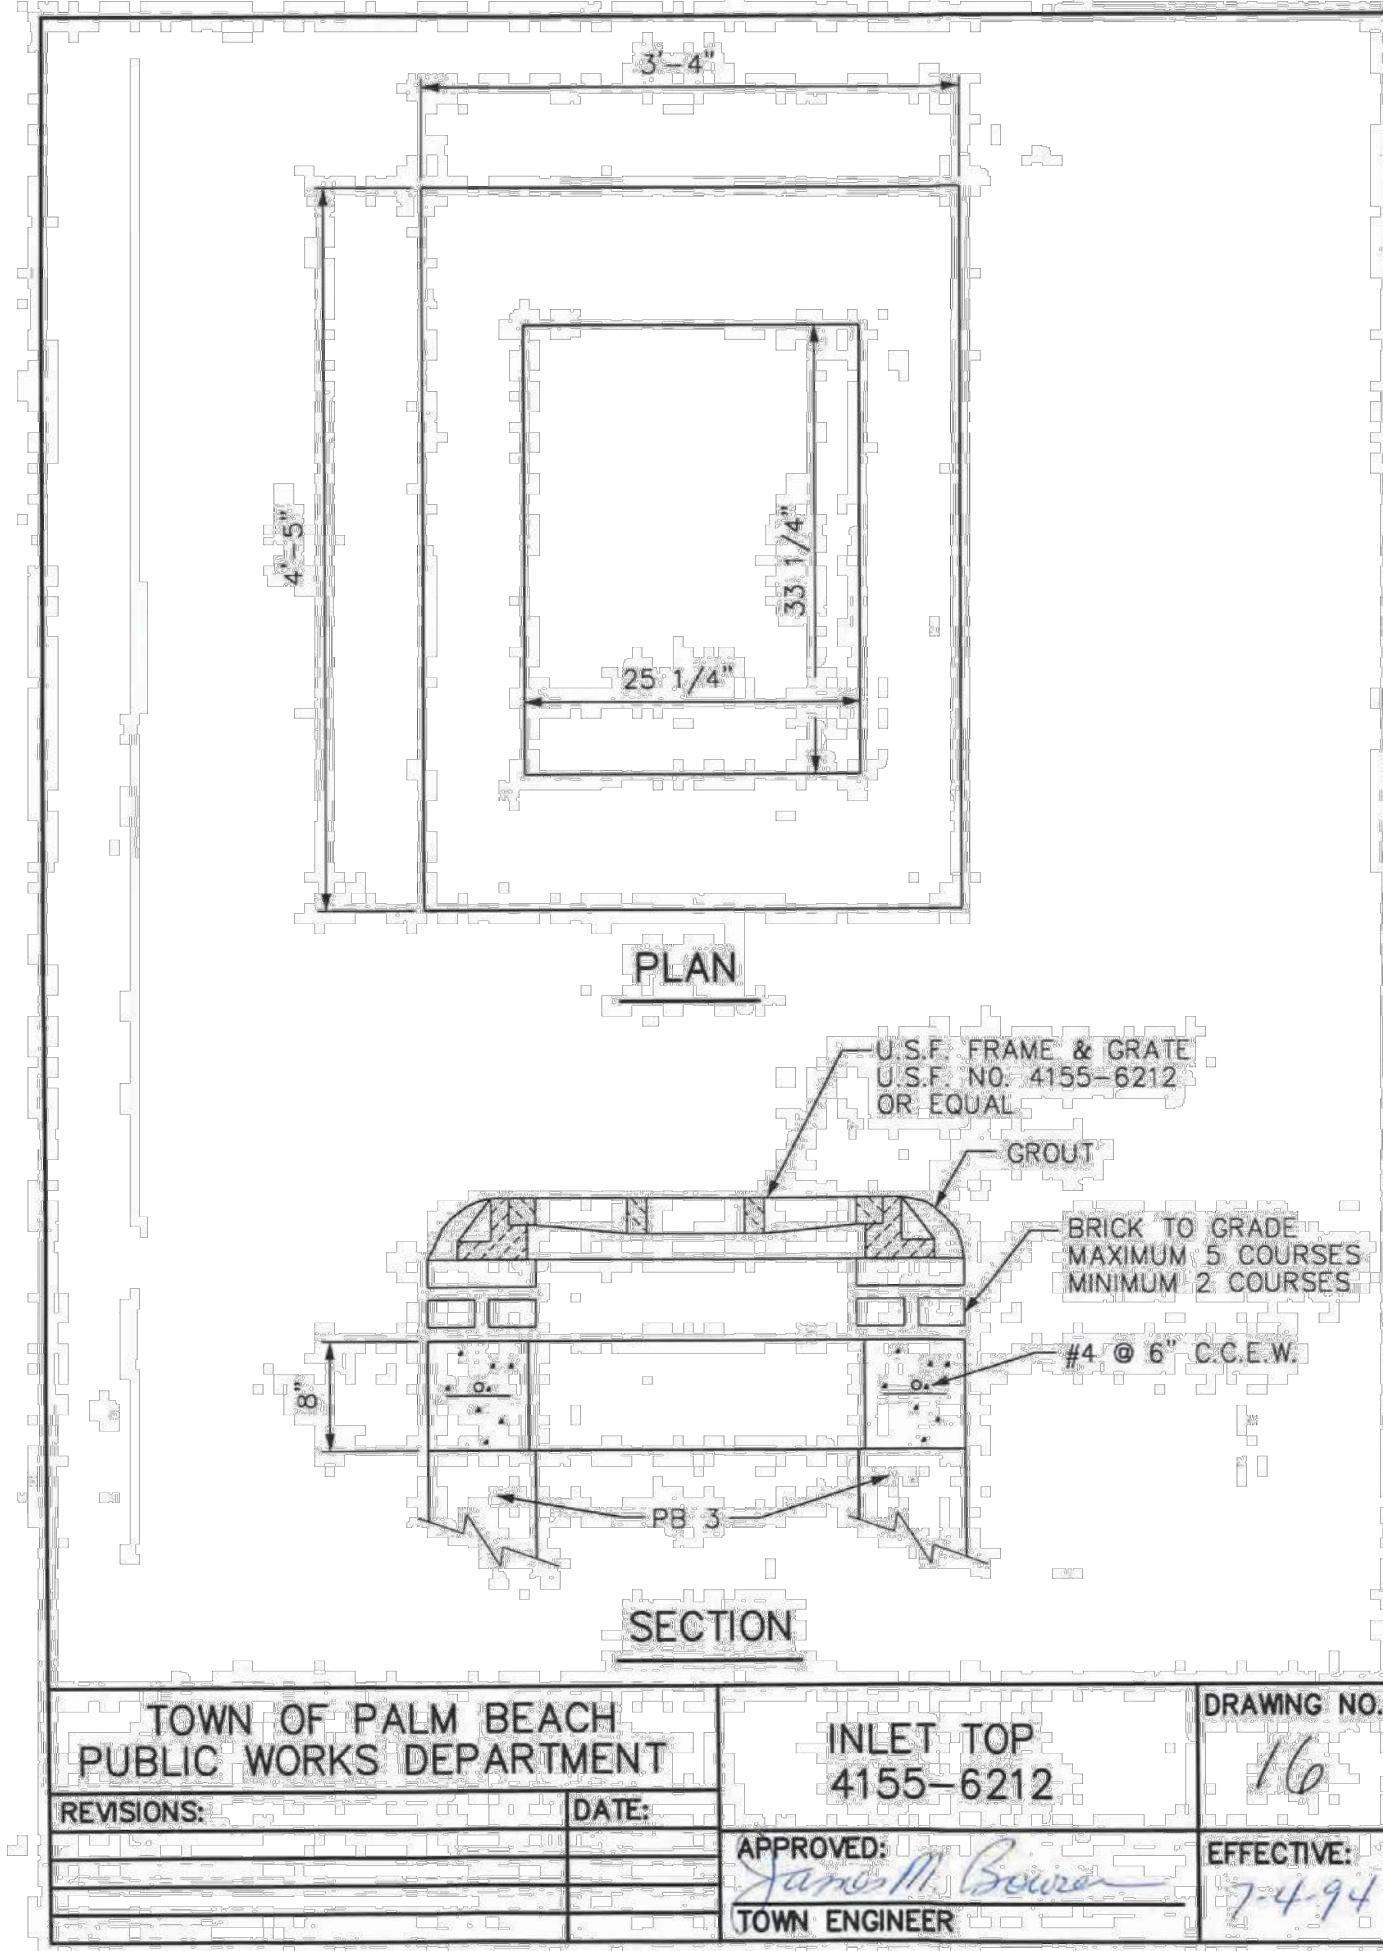 3'-4"
4'-5"
33 1/4"
25 1/4"
PLAN
U.S.F. FRAME & GRATE
U.S.F. NO. 4155-6212
OR EQUAL
GROUT
BRICK TO GRADE
MAXIMUM 5 COURSES
MINIMUM 2 COURSES
#4 @ 6" C.C.E.W.
8"
PB 3
SECTION
TOWN OF PALM BEACH
PUBLIC WORKS DEPARTMENT
REVISIONS:
DATE:
INLET TOP
4155-6212
APPROVED:
James M. Bowser
TOWN ENGINEER
DRAWING NO.
16
EFFECTIVE:
7-4-94